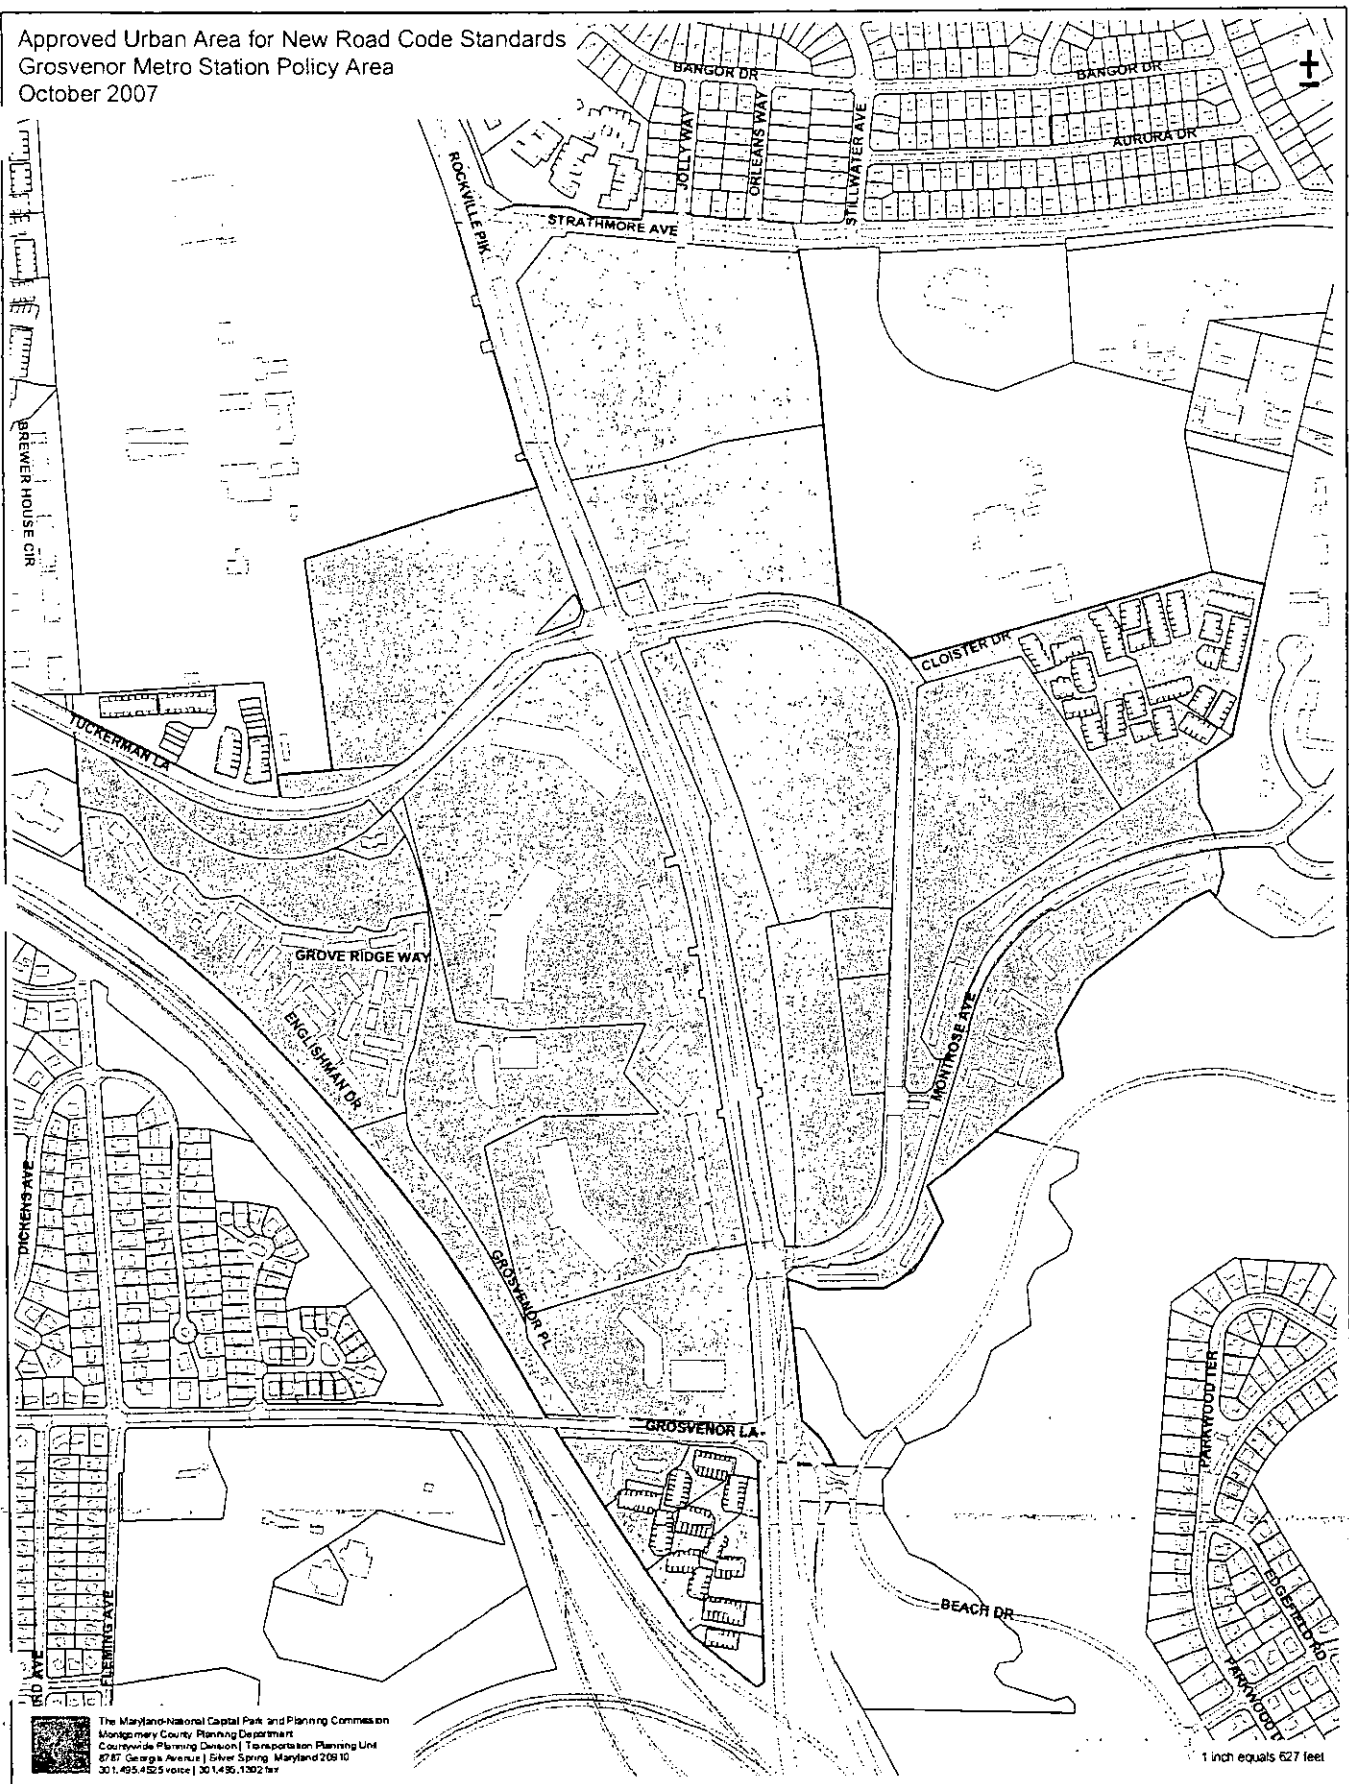 Approved Urban Area for New Road Code Standards
Grosvenor Metro Station Policy Area
October 2007
BANGOR DR
BANGOR DR
JOLLY WAY
ORLEANS WAY
STILLWATER AVE
AURORA DR
ROCKVILLE PIK
STRATHMORE AVE
BREWER HOUSE CIR
CLOISTER DR
TUCKERMAN LA
GROVE RIDGE WAY
ENGLISHMAN DR
MONTROSE AVE
DICKENS AVE
GROSVENOR PL
GROSVENOR LA
PARKWOOD TER
BEACH DR
EDGEFIELD RD
FLEMING AVE
ND AVE
PARKWOOD
The Maryland-National Capital Park and Planning Commission
Montgomery County Planning Department
Countywide Planning Division | Transportation Planning Unit
8787 Georgia Avenue | Silver Spring Maryland 20910
301.495.4525 voice | 301.495.1302 fax
1 inch equals 627 feet